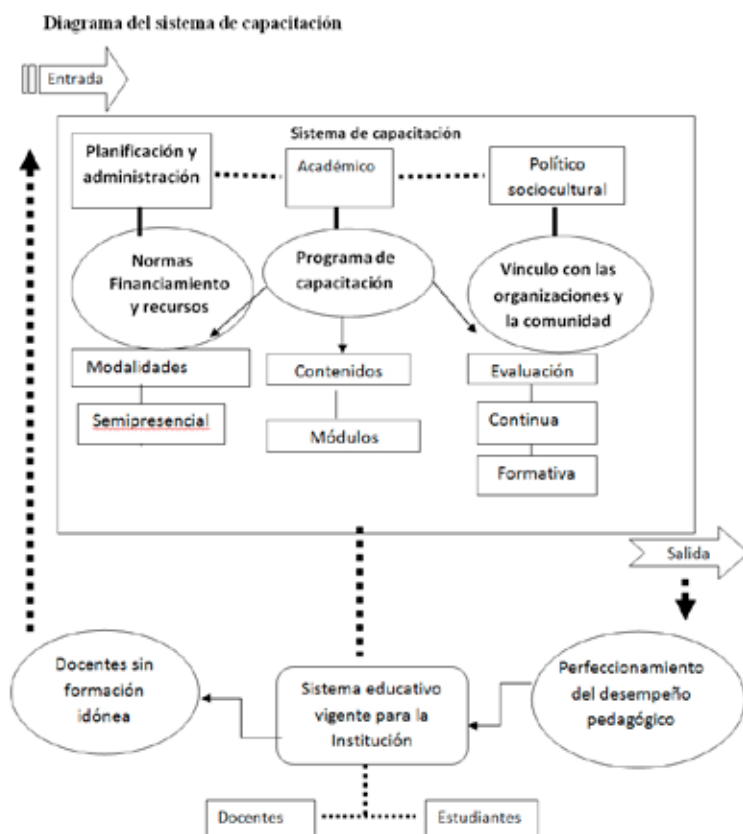 Diagrama del sistema de capacitación
Entrada
Sistema de capacitación
Planificación y
administración
Académico
Político
sociocultural
Normas
Financiamiento
y recursos
Programa de
capacitación
Vínculo con las
organizaciones y
la comunidad
Modalidades
Contenidos
Evaluación
Semipresencial
Módulos
Continua
Formativa
Salida
Docentes sin
formación
idónea
Sistema educativo
vigente para la
Institución
Perfeccionamiento
del desempeño
pedagógico
Docentes
Estudiantes